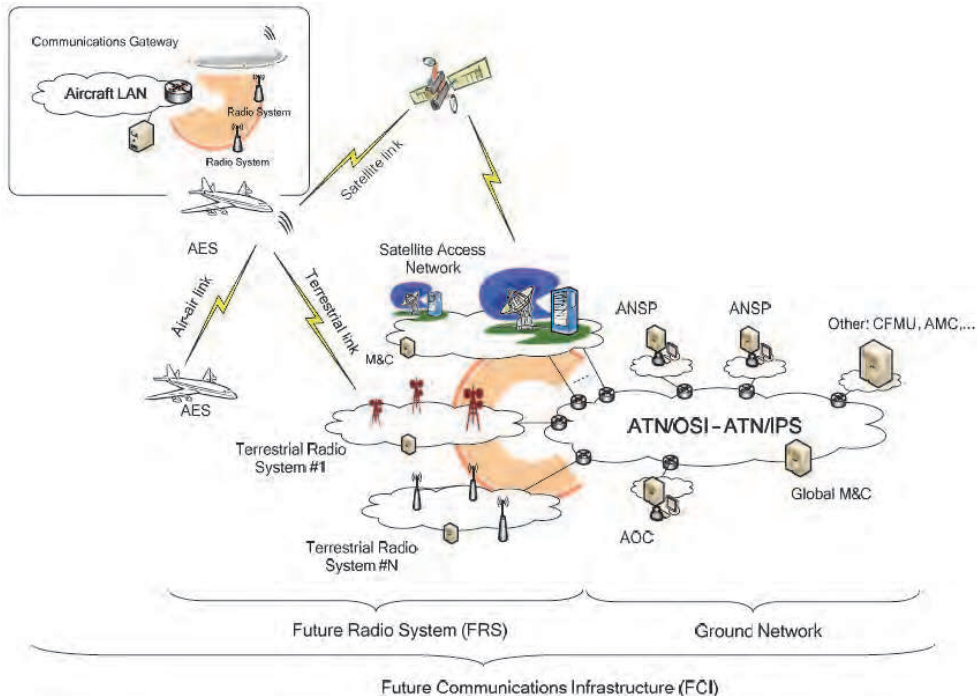 Communications Gateway
Aircraft LAN
Radio System
Radio System
Satellite link
AES
Air-air link
Terrestrial link
Satellite Access
Network
ANSP
ANSP
Other: CFMU, AMC,...
M&C
AES
ATN/OSI - ATN/IPS
Terrestrial Radio
System #1
Global M&C
AOC
Terrestrial Radio
System #N
Future Radio System (FRS)
Ground Network
Future Communications Infrastructure (FCI)